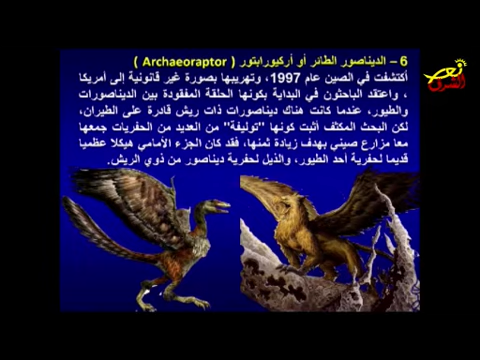 6 – الديناصور الطائر أو أركيورابتور ( Archaeoraptor )
أكتشفت في الصين عام 1997، وتهريبها بصورة غير قانونية إلى أمريكا
، واعتقد الباحثون في البداية بكونها الحلقة المفقودة بين الديناصورات
والطيور، عندما كانت هناك ديناصورات ذات ريش قادرة على الطيران،
لكن البحث المكثف أثبت كونها "توليفة" من العديد من الحفريات جمعها
معا مزارع صيني بهدف زيادة ثمنها، فقد كان الجزء الأمامي هيكلا عظميا
قديما لحفرية أحد الطيور، والذيل لحفرية ديناصور من ذوي الريش.